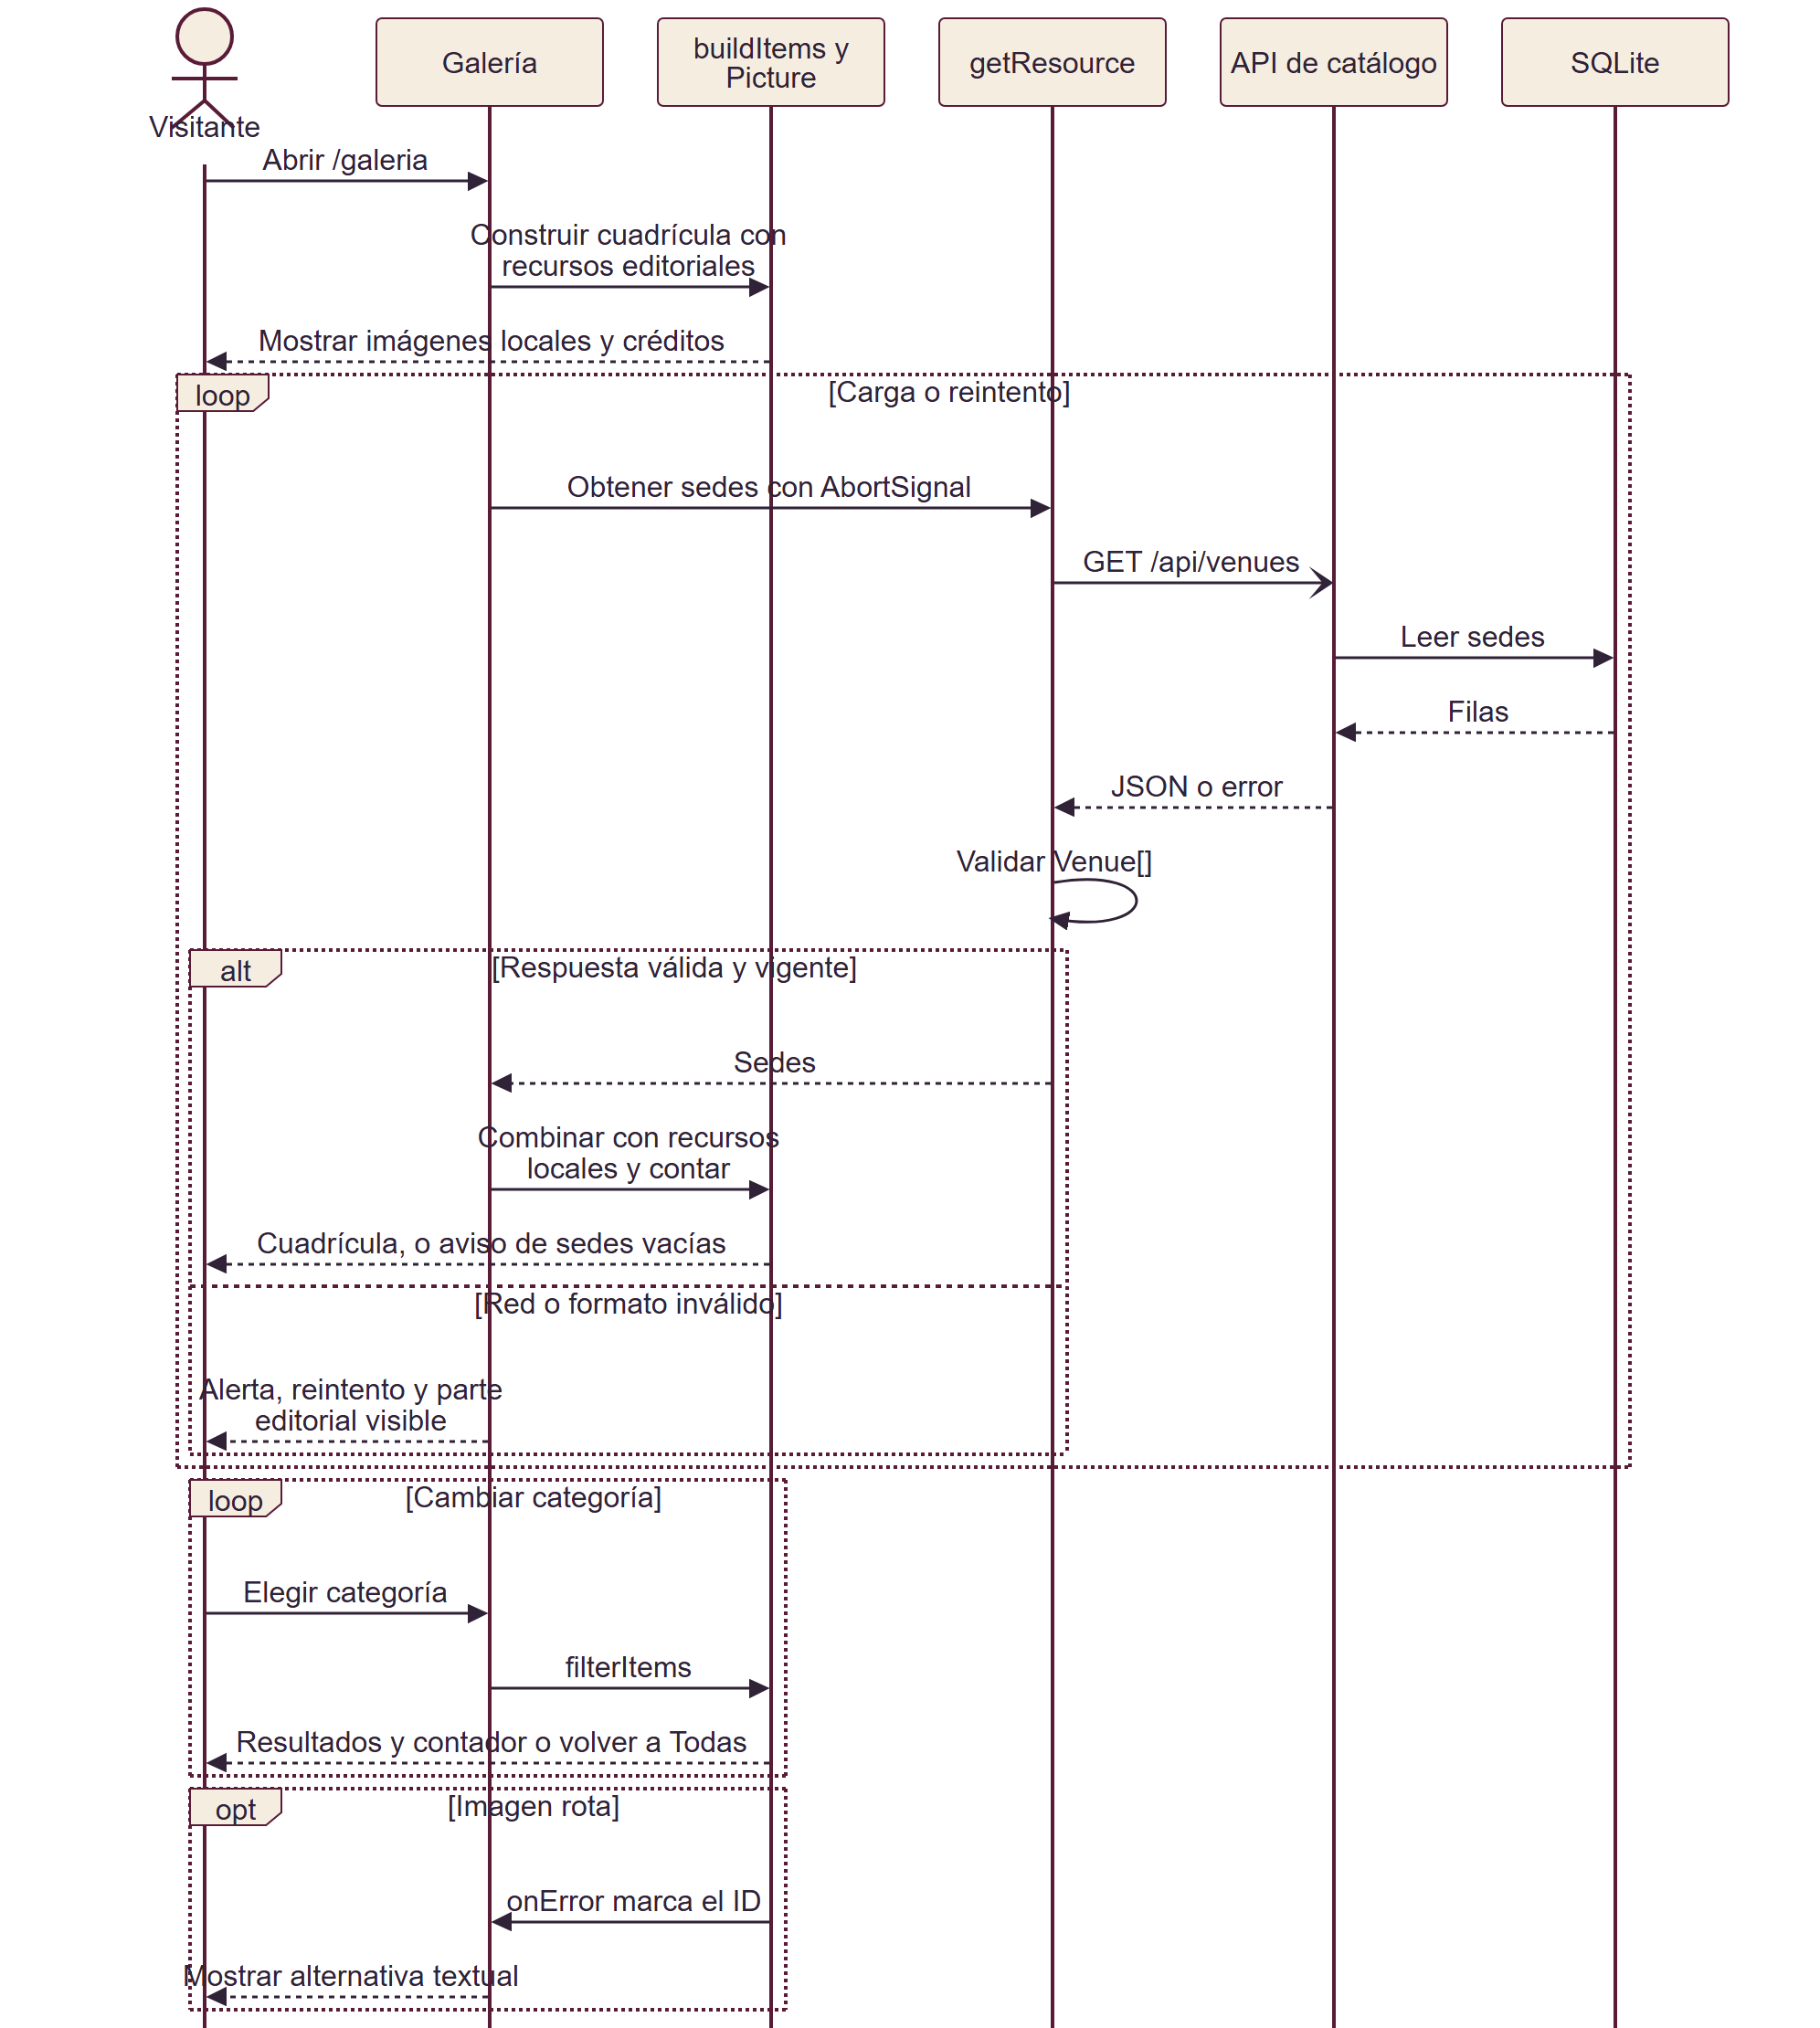 Visitante
Galería
buildItems y
Picture
getResource
API de catálogo
SQLite
Abrir /galeria
Construir cuadrícula con
recursos editoriales
Mostrar imágenes locales y créditos
loop
[Carga o reintento]
Obtener sedes con AbortSignal
GET /api/venues
Leer sedes
Filas
JSON o error
Validar Venue[]
alt
[Respuesta válida y vigente]
Sedes
Combinar con recursos
locales y contar
Cuadrícula, o aviso de sedes vacías
[Red o formato inválido]
Alerta, reintento y parte
editorial visible
loop
[Cambiar categoría]
Elegir categoría
filterItems
Resultados y contador o volver a Todas
opt
[Imagen rota]
onError marca el ID
Mostrar alternativa textual